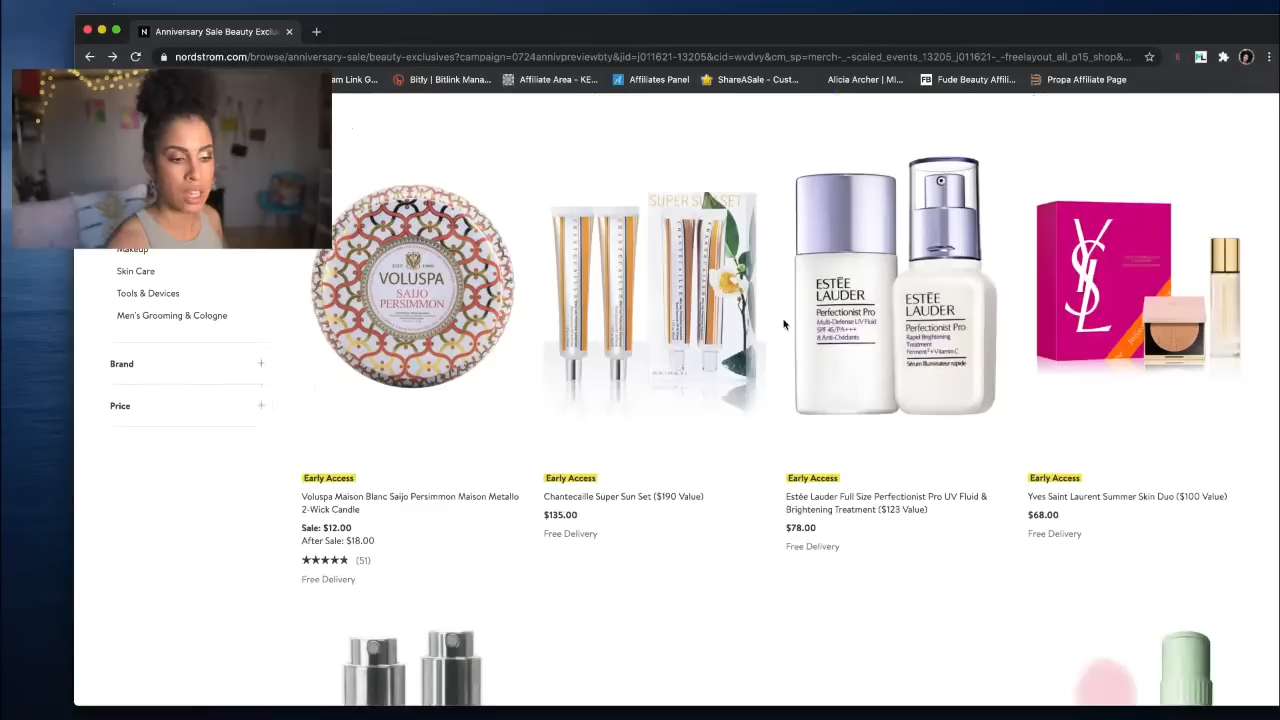 Anniversary Sale Beauty Exclu
nordstrom.com/browse/anniversary-sale/beauty-exclusives?campaign=0724annivpreviewbty&jid=j011621-13205&cid=wvdvy&cm_sp=merch-_-scaled_events_13205_j011621-_-freelayout_all_p15_shop&...
am Link G...
Bitly | Bitlink Mana...
Affiliate Area - KE...
Affiliates Panel
ShareASale - Cust...
Alicia Archer | MI...
FB
Fude Beauty Affili...
Propa Affiliate Page
Makeup
Skin Care
Tools & Devices
Men's Grooming & Cologne
Brand
Price
VOLUSPA
SAIJO
PERSIMMON
SUPER SUN SET
ESTĒE
LAUDER
Perfectionist Pro
Multi-Defense UV Fluid
SPF 45/PA++++
8 Anti-Oxidants
ESTĒE
LAUDER
Perfectionist Pro
Rapid Brightening
Treatment
Ferment² + Vitamin C
Sérum illuminateur rapide
YSL
Early Access
Voluspa Maison Blanc Saijo Persimmon Maison Metallo
2-Wick Candle
Sale: $12.00
After Sale: $18.00
(51)
Free Delivery
Early Access
Chantecaille Super Sun Set ($190 Value)
$135.00
Free Delivery
Early Access
Estée Lauder Full Size Perfectionist Pro UV Fluid &
Brightening Treatment ($123 Value)
$78.00
Free Delivery
Early Access
Yves Saint Laurent Summer Skin Duo ($100 Value)
$68.00
Free Delivery